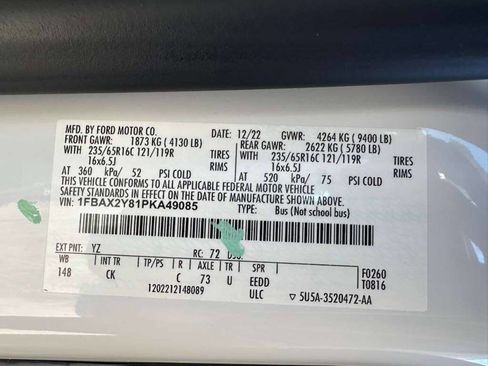 MFD. BY FORD MOTOR CO. 12/22 GVWR: 4264 KG ( 9400 LB)
FRONT GAWR: 1873 KG ( 4130 LB) REAR GAWR: 2622 KG ( 5780 LB)
WITH 235/65R16C 121/119R TIRES WITH 235/65R16C 121/119R TIRES
16x6.5J RIMS 16x6.5J RIMS
AT 360 kPa/ 52 PSI COLD AT 520 kPa/ 75 PSI COLD
THIS VEHICLE CONFORMS TO ALL APPLICABLE FEDERAL MOTOR VEHICLE
SAFETY STANDARDS IN EFFECT ON THE DATE OF MANUFACTURE SHOWN ABOVE.
VIN: 1FBAX2Y81PKA49085 TYPE: Bus (Not school bus)
EXT PNT: YZ RC: 72 DSO:
WB INT TR TP/PS R AXLE TR SPR F0260
148 CK C 73 U EEDD T0816
1202212148089 ULC ▽ 5U5A-3520472-AA